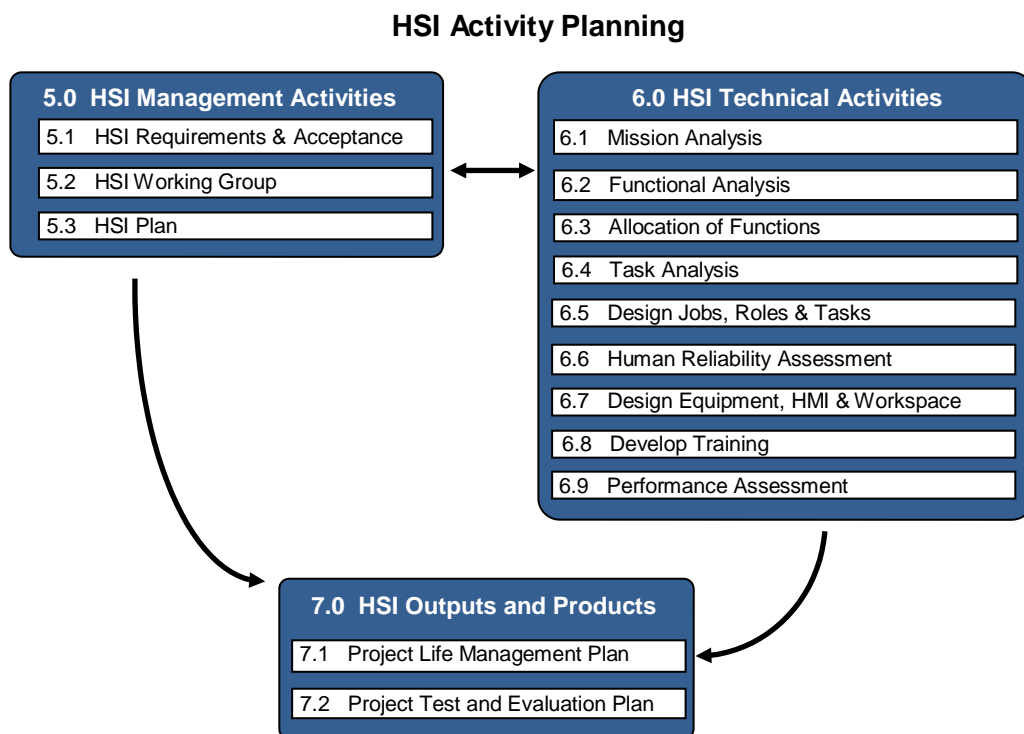 HSI Activity Planning
5.0 HSI Management Activities
5.1 HSI Requirements & Acceptance
5.2 HSI Working Group
5.3 HSI Plan
6.0 HSI Technical Activities
6.1 Mission Analysis
6.2 Functional Analysis
6.3 Allocation of Functions
6.4 Task Analysis
6.5 Design Jobs, Roles & Tasks
6.6 Human Reliability Assessment
6.7 Design Equipment, HMI & Workspace
6.8 Develop Training
6.9 Performance Assessment
7.0 HSI Outputs and Products
7.1 Project Life Management Plan
7.2 Project Test and Evaluation Plan